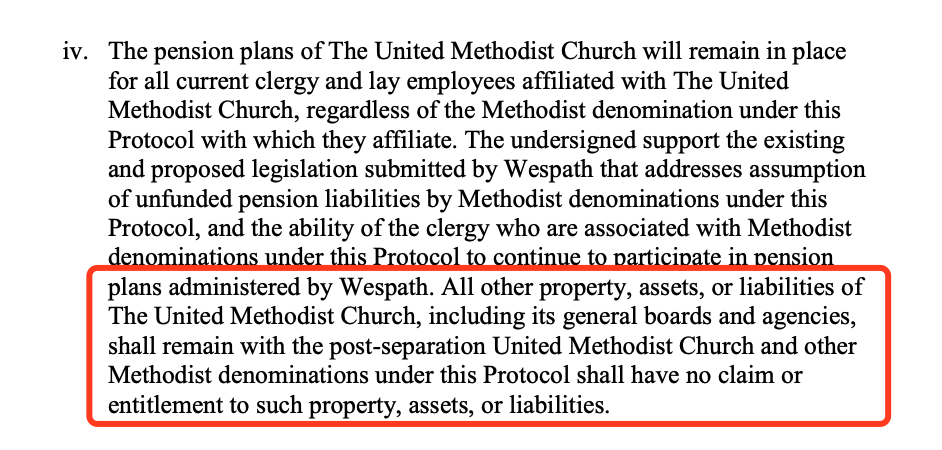 iv. The pension plans of The United Methodist Church will remain in place
for all current clergy and lay employees affiliated with The United
Methodist Church, regardless of the Methodist denomination under this
Protocol with which they affiliate. The undersigned support the existing
and proposed legislation submitted by Wespath that addresses assumption
of unfunded pension liabilities by Methodist denominations under this
Protocol, and the ability of the clergy who are associated with Methodist
denominations under this Protocol to continue to participate in pension
plans administered by Wespath. All other property, assets, or liabilities of
The United Methodist Church, including its general boards and agencies,
shall remain with the post-separation United Methodist Church and other
Methodist denominations under this Protocol shall have no claim or
entitlement to such property, assets, or liabilities.